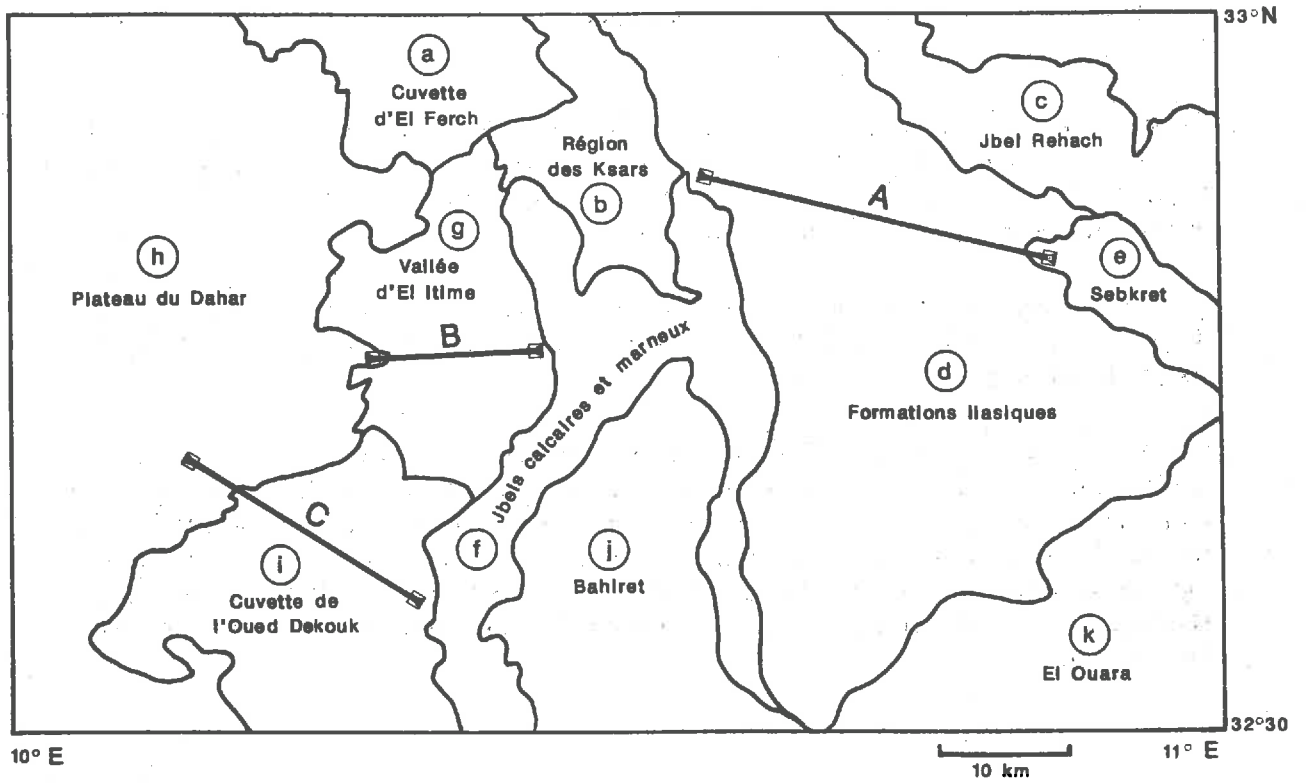 33° N
a
Cuvette
d'El Ferch
c
Jbel Rehach
Région
des Ksars
b
A
g
Vallée
d'El Itime
h
Plateau du Dahar
e
Sebkret
B
Jbels calcaires et marneux
d
Formations liasiques
C
f
i
Cuvette de
l'Oued Dekouk
j
Bahiret
k
El Ouara
32°30
10° E
11° E
10 km